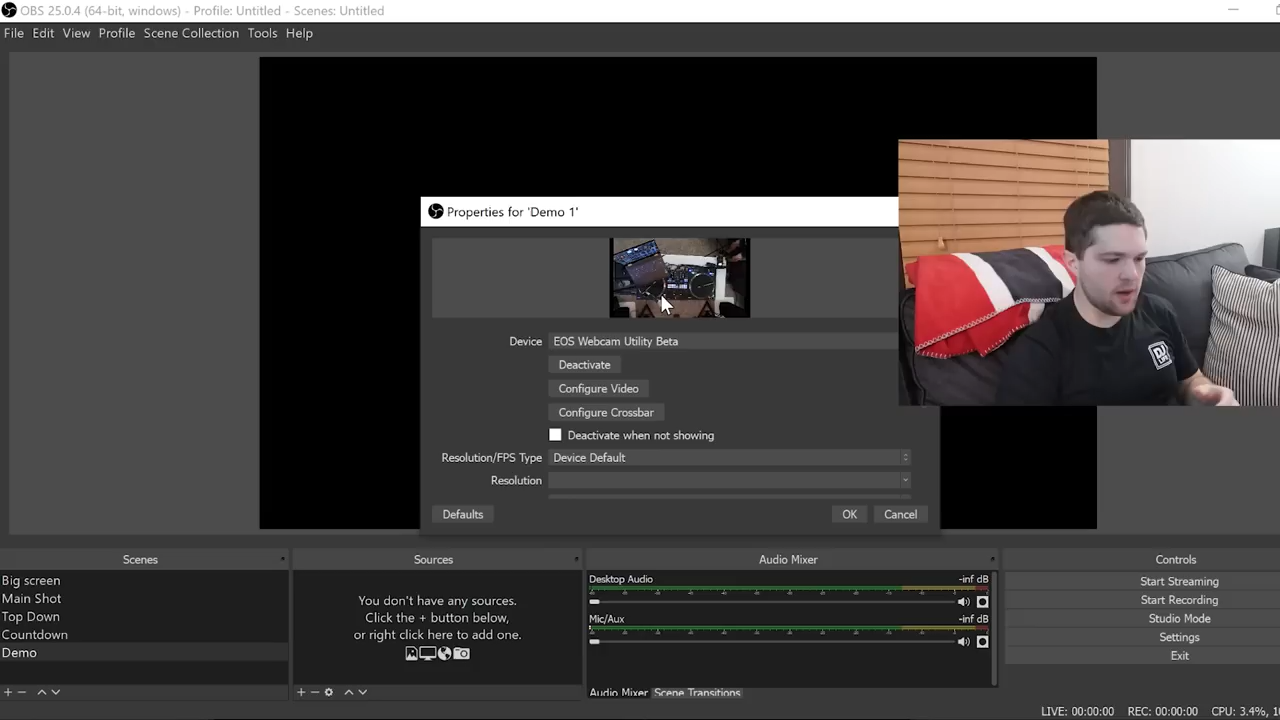 OBS 25.0.4 (64-bit, windows) - Profile: Untitled - Scenes: Untitled
File Edit View Profile Scene Collection Tools Help
Properties for 'Demo 1'
Device EOS Webcam Utility Beta
Deactivate
Configure Video
Configure Crossbar
Deactivate when not showing
Resolution/FPS Type Device Default
Resolution
Defaults OK Cancel
Scenes
Big screen
Main Shot
Top Down
Countdown
Demo
Sources
You don't have any sources.
Click the + button below,
or right click here to add one.
Audio Mixer
Desktop Audio -inf dB
Mic/Aux -inf dB
Audio Mixer Scene Transitions
Controls
Start Streaming
Start Recording
Studio Mode
Settings
Exit
LIVE: 00:00:00 REC: 00:00:00 CPU: 3.4%,